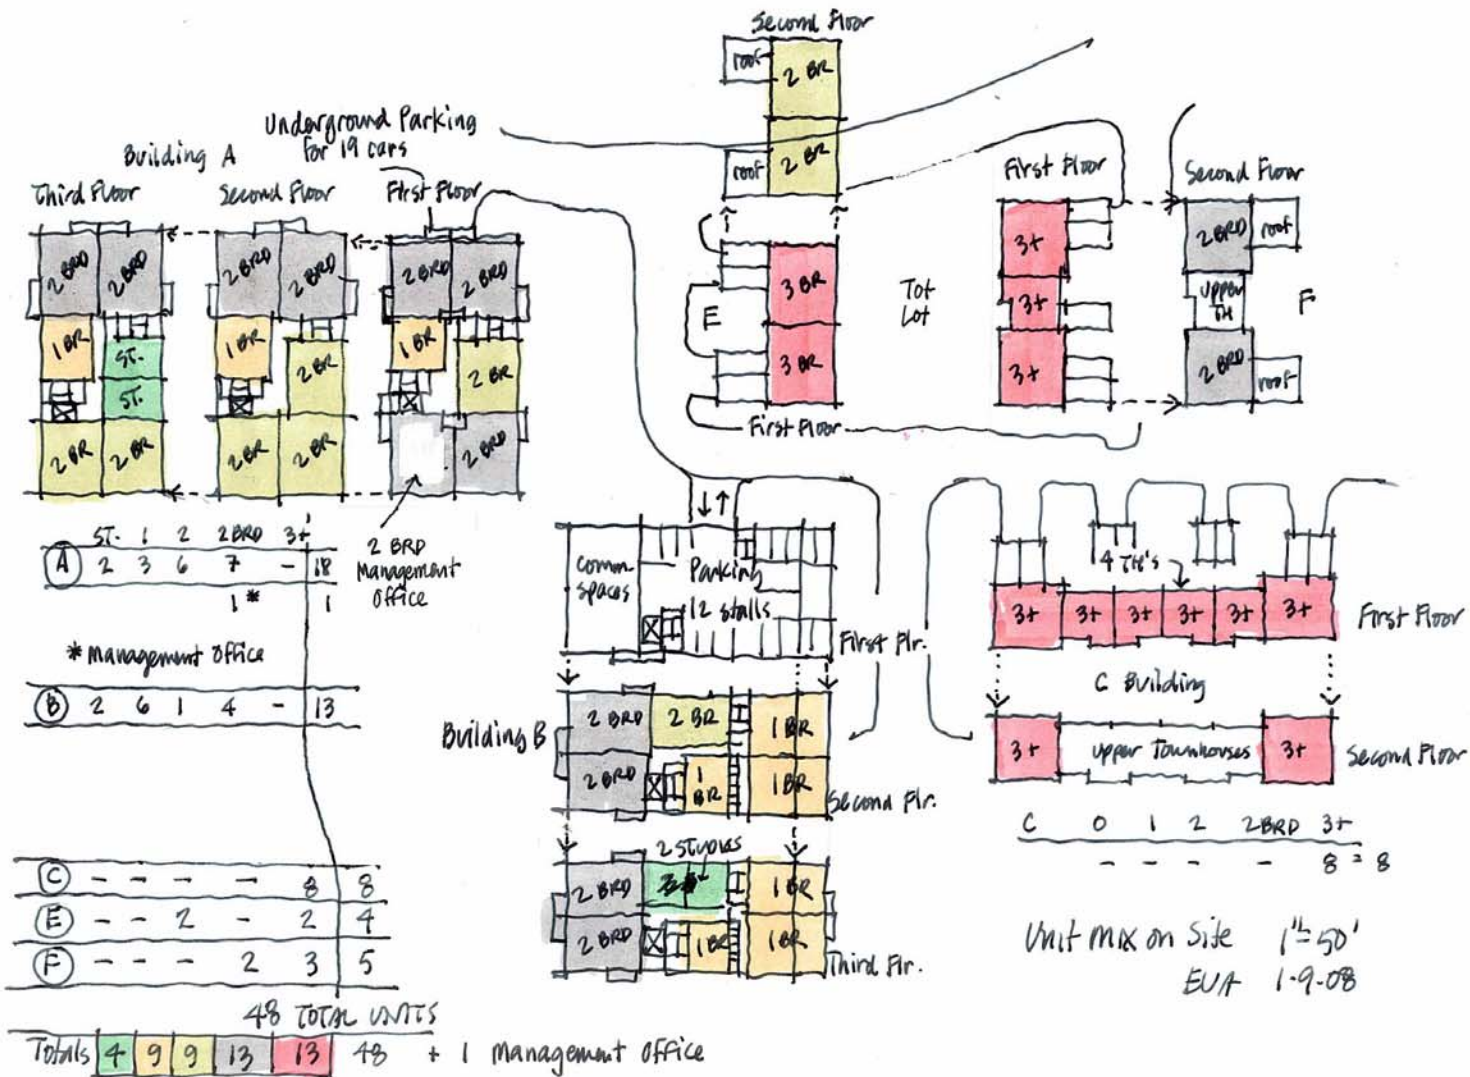 Second Floor
roof
2 BR
roof
2 BR
Underground Parking
for 19 cars
Building A
Third Floor
Second Floor
First Floor
2 BRD
2 BRD
1 BR
ST.
ST.
2 BR
2 BR
2 BRD
2 BRD
1 BR
2 BR
2 BR
2 BR
2 BRD
2 BRD
1 BR
2 BR
2 BRD
2 BRD
Management
Office
E
3 BR
3 BR
First Floor
Tot
Lot
First Floor
3+
3+
3+
Second Floor
2 BRD
roof
Upper
TH
F
2 BRD
roof
ST. 1 2 2BRD 3+
A 2 3 6 7 - 18
1 * 1
* Management Office
B 2 6 1 4 - 13
C - - - - 8 8
E - - 2 - 2 4
F - - - 2 3 5
48 TOTAL UNITS
Totals 4 9 9 13 13 48 + 1 Management Office
↓ ↑
comm
spaces
Parking
12 stalls
First Flr.
Building B
2 BRD
2 BR
1 BR
2 BRD
1
BR
1 BR
Second Flr.
2 STUDIOS
2 BRD
1 BR
2 BRD
1 BR
1 BR
Third Flr.
4 TH's
3+ 3+ 3+ 3+ 3+ 3+
First Floor
C Building
3+ Upper Townhouses 3+
Second Floor
C 0 1 2 2BRD 3+
- - - - 8 = 8
Unit Mix on Site 1"=50'
EUA 1-9-08